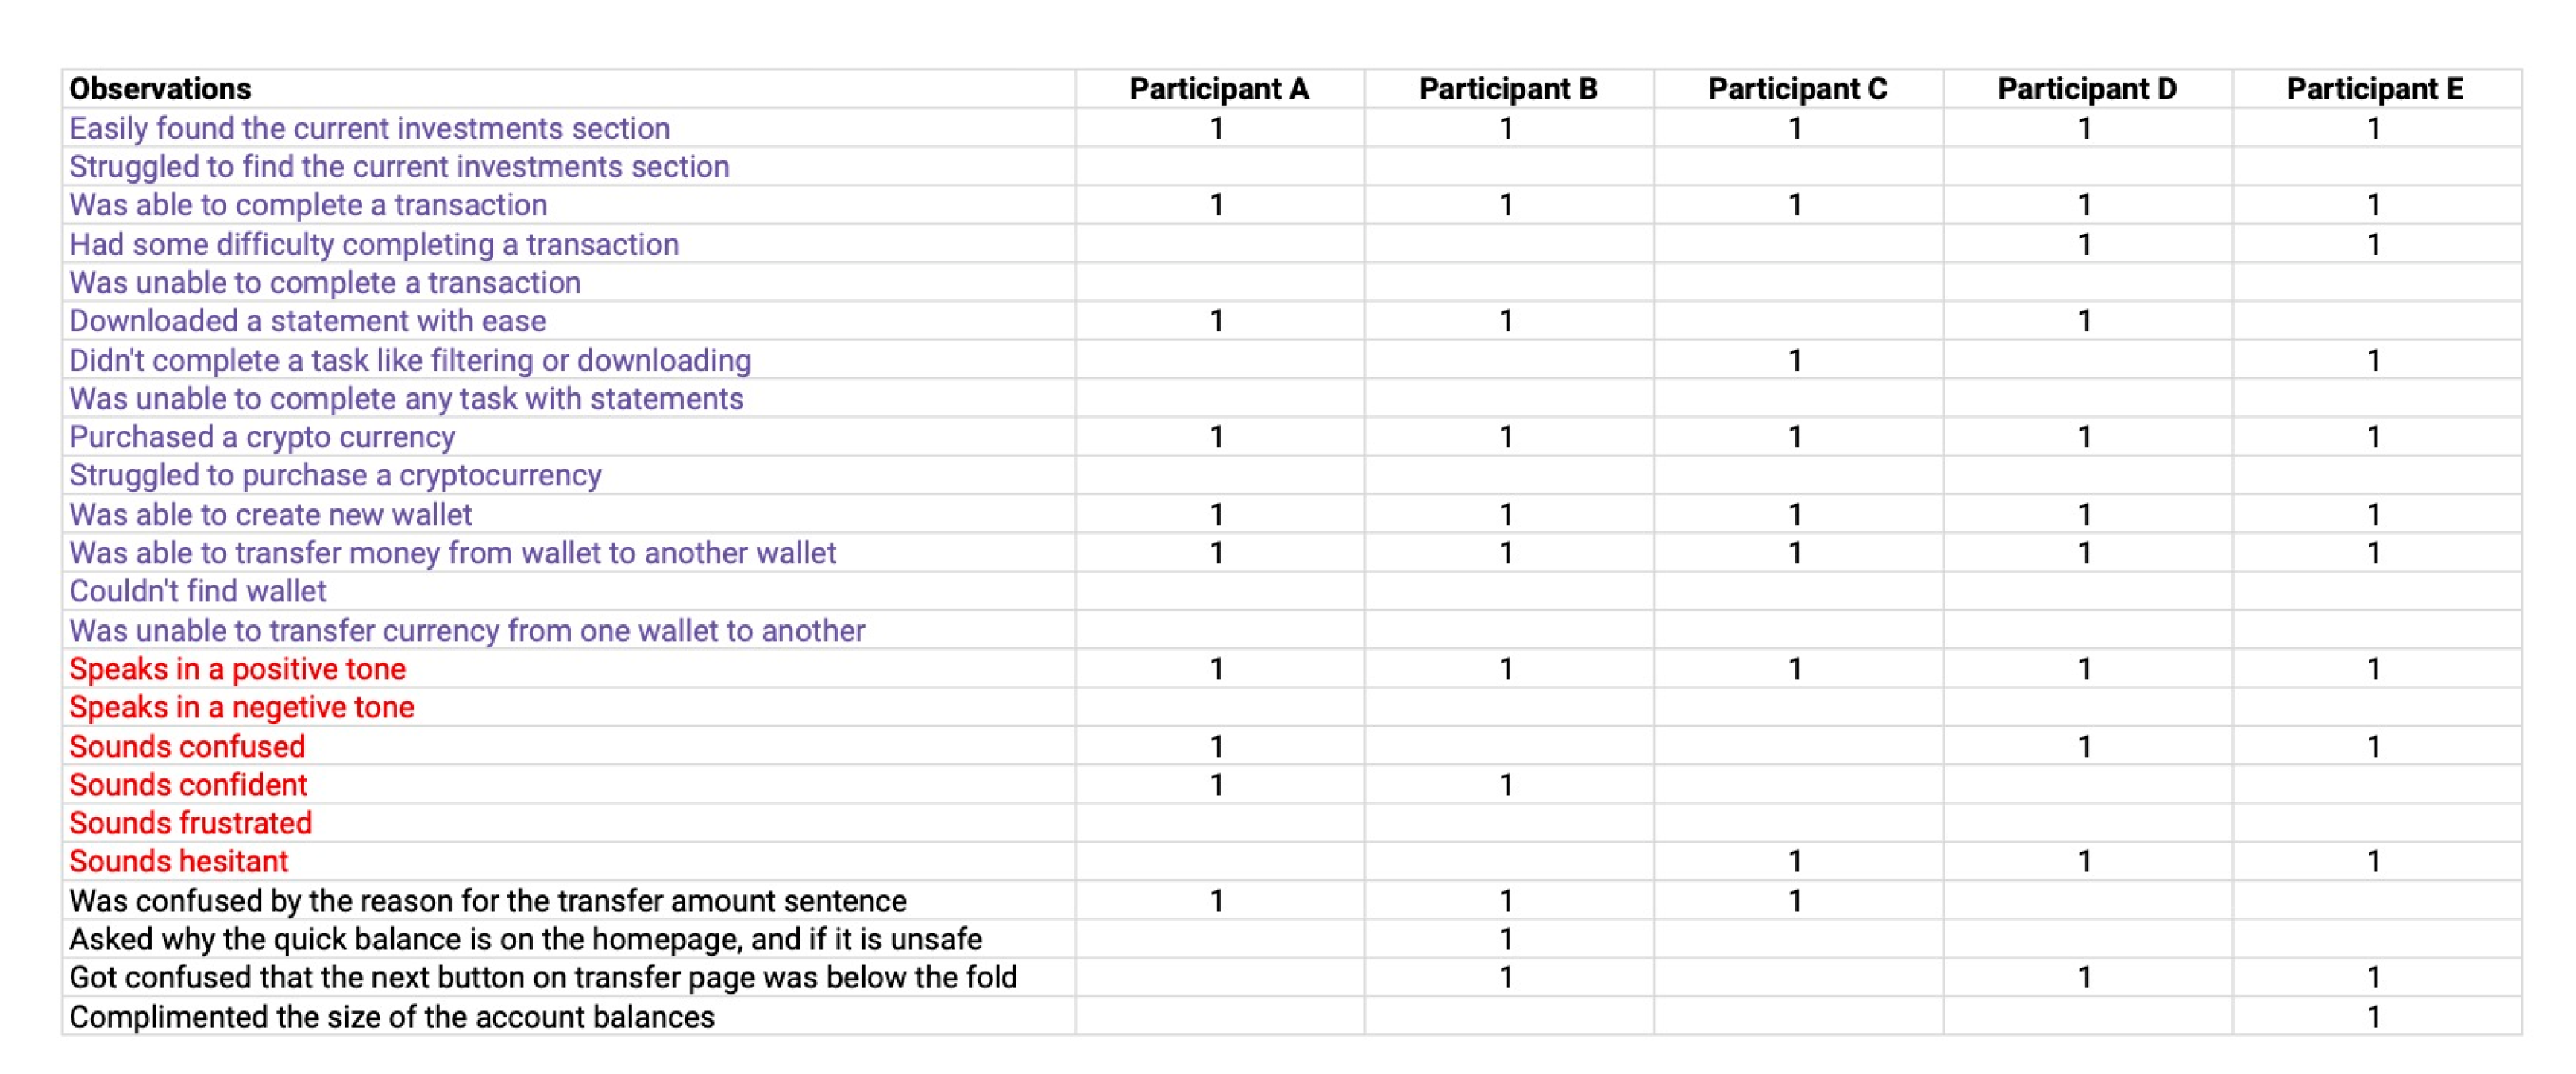 Observations Participant A Participant B Participant C Participant D Participant E
Easily found the current investments section 1 1 1 1 1
Struggled to find the current investments section
Was able to complete a transaction 1 1 1 1 1
Had some difficulty completing a transaction 1 1
Was unable to complete a transaction
Downloaded a statement with ease 1 1 1
Didn't complete a task like filtering or downloading 1 1
Was unable to complete any task with statements
Purchased a crypto currency 1 1 1 1 1
Struggled to purchase a cryptocurrency
Was able to create new wallet 1 1 1 1 1
Was able to transfer money from wallet to another wallet 1 1 1 1 1
Couldn't find wallet
Was unable to transfer currency from one wallet to another
Speaks in a positive tone 1 1 1 1 1
Speaks in a negetive tone
Sounds confused 1 1 1
Sounds confident 1 1
Sounds frustrated
Sounds hesitant 1 1 1
Was confused by the reason for the transfer amount sentence 1 1 1
Asked why the quick balance is on the homepage, and if it is unsafe 1
Got confused that the next button on transfer page was below the fold 1 1 1
Complimented the size of the account balances 1